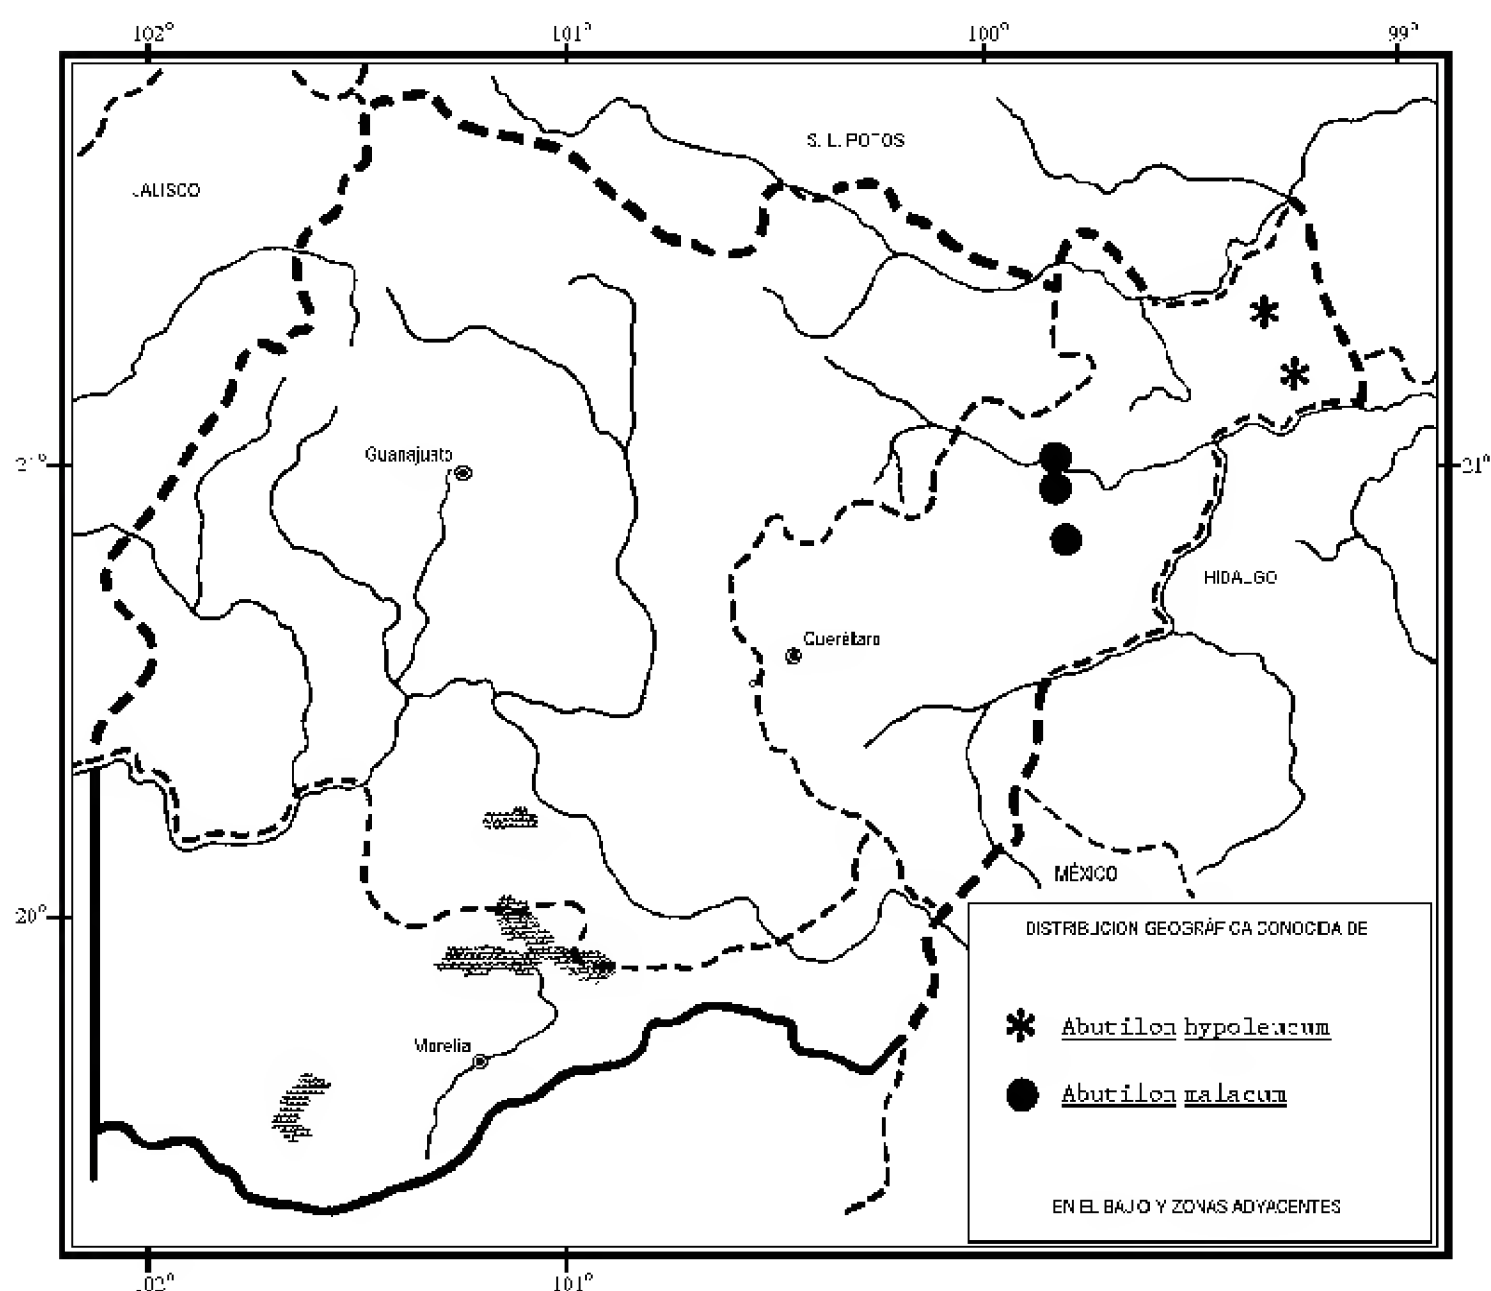 102° 101° 100° 99°
S. L. POTOS
JALISCO
Guanajuato
21° 21°
HIDALGO
Querétaro
MÉXICO
20°
DISTRIBUCION GEOGRÁFICA CONOCIDA DE
Abutilon hypoleucum
Morelia
Abutilon malacum
EN EL BAJO Y ZONAS ADYACENTES
102° 101°